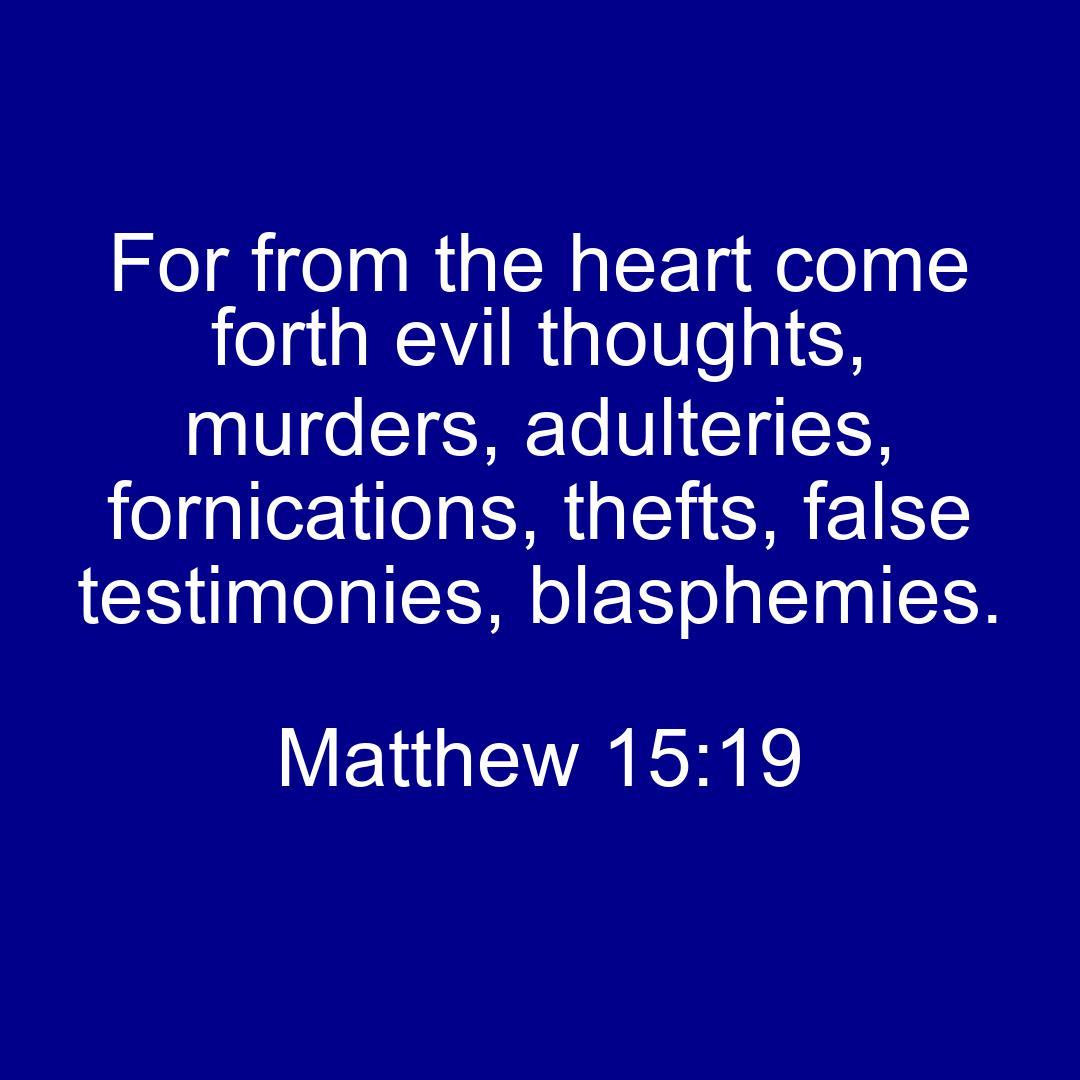 For from the heart come
forth evil thoughts,
murders, adulteries,
fornications, thefts, false
testimonies, blasphemies.
Matthew 15:19